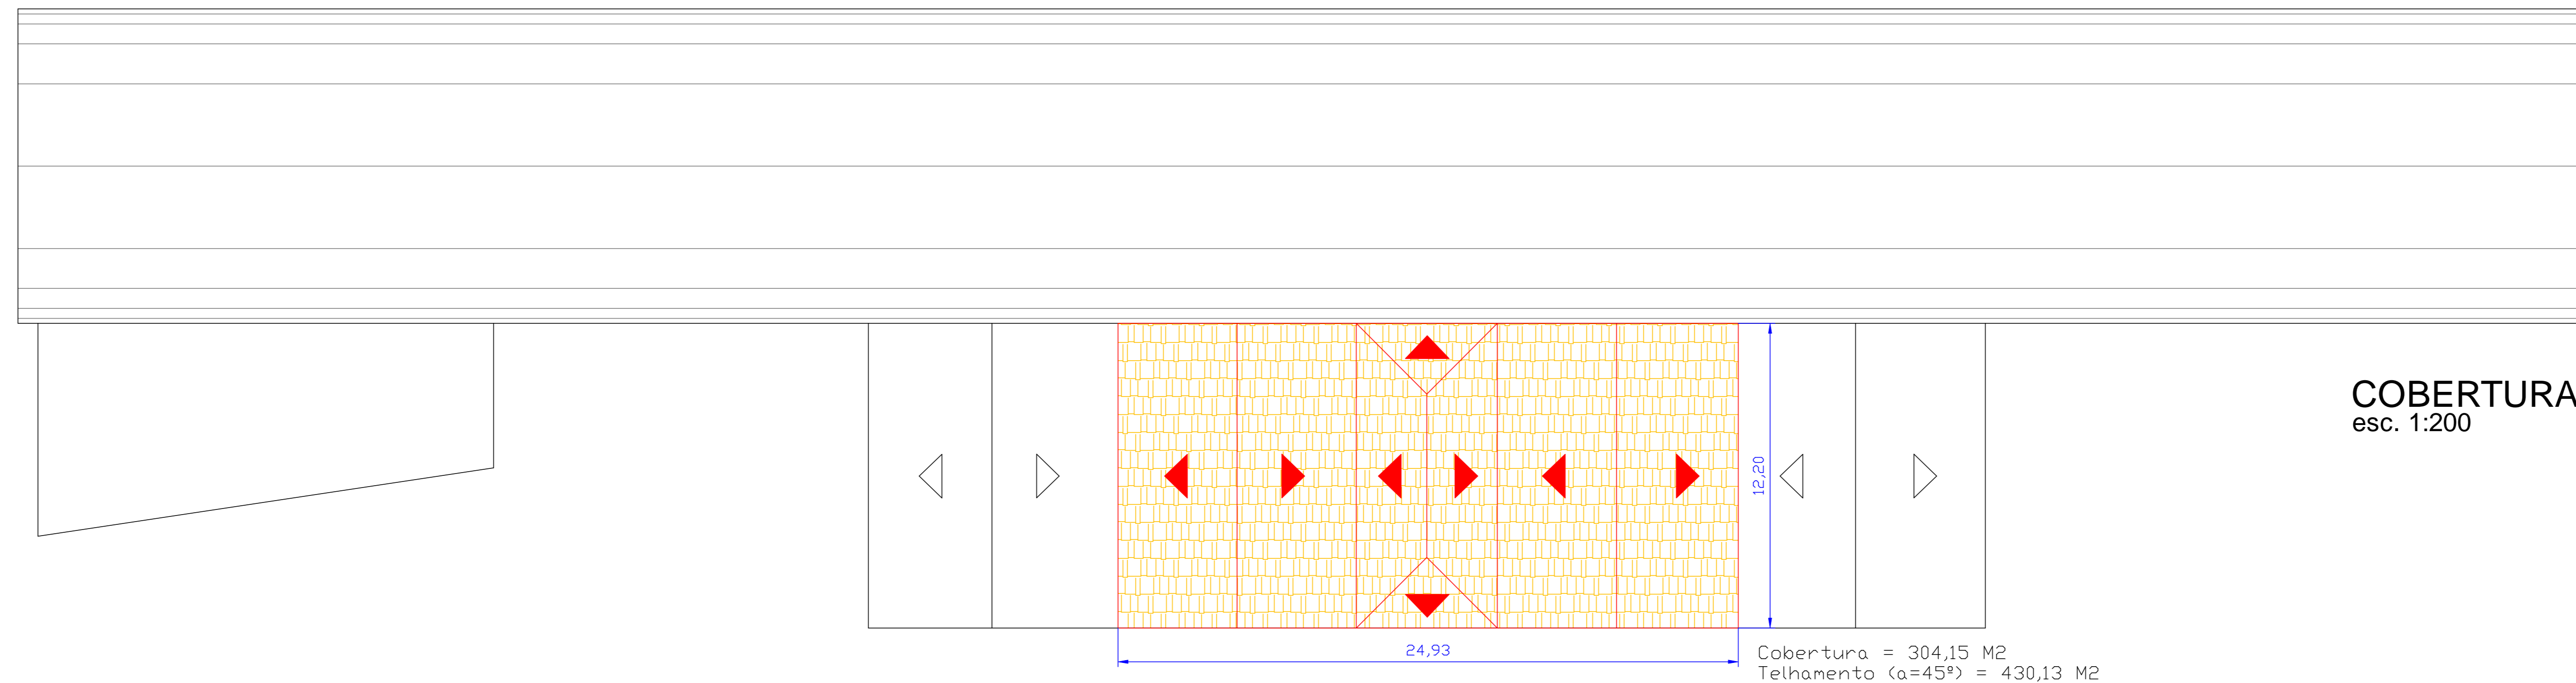 COBERTURA
esc. 1:200
12,20
24,93
Cobertura = 304,15 M2
Telhamento (a=45º) = 430,13 M2